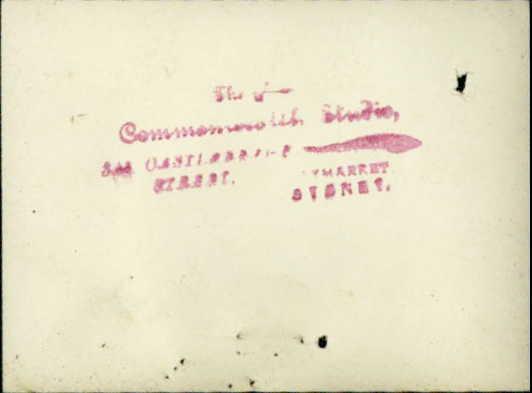 The
Commonwealth Studio,
CASTLEREAGH
STREET.
HAYMARKET
SYDNEY.